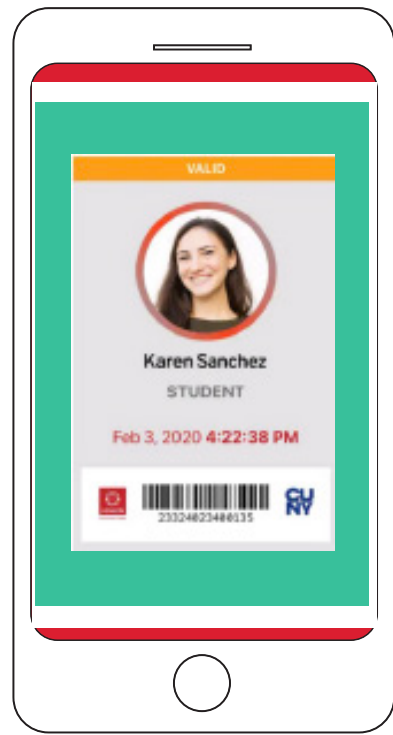 VALID
Karen Sanchez
STUDENT
Feb 3, 2020 4:22:38 PM
CU
NY
23324023400135